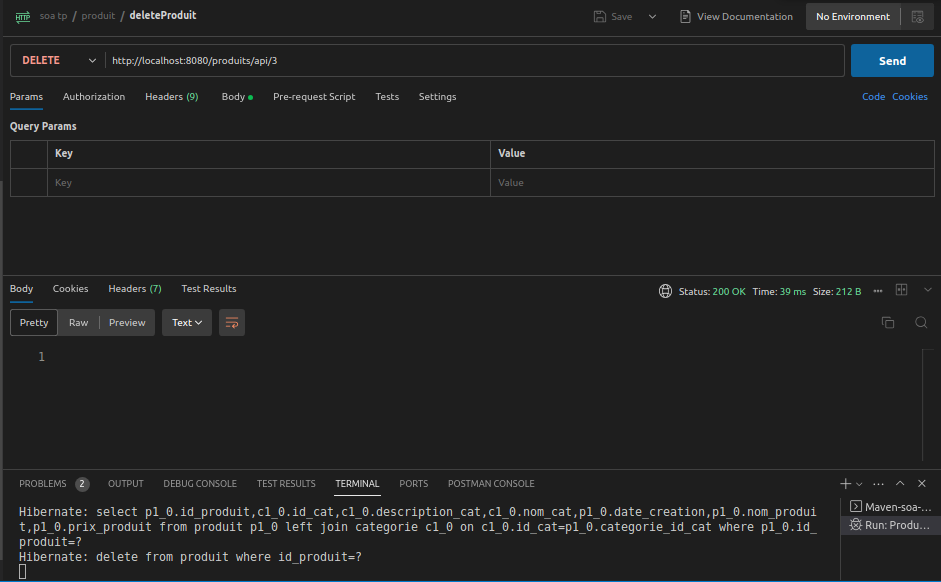 HTTP soa tp / produit / deleteProduit Save View Documentation No Environment
DELETE http://localhost:8080/produits/api/3 Send
Params Authorization Headers (9) Body Pre-request Script Tests Settings Code Cookies
Query Params
Key Value
Key Value
Body Cookies Headers (7) Test Results Status: 200 OK Time: 39 ms Size: 212 B
Pretty Raw Preview Text
1
PROBLEMS 2 OUTPUT DEBUG CONSOLE TEST RESULTS TERMINAL PORTS POSTMAN CONSOLE
Hibernate: select p1_0.id_produit,c1_0.id_cat,c1_0.description_cat,c1_0.nom_cat,p1_0.date_creation,p1_0.nom_produi
t,p1_0.prix_produit from produit p1_0 left join categorie c1_0 on c1_0.id_cat=p1_0.categorie_id_cat where p1_0.id_
produit=?
Hibernate: delete from produit where id_produit=?
Maven-soa-...
Run: Produ...